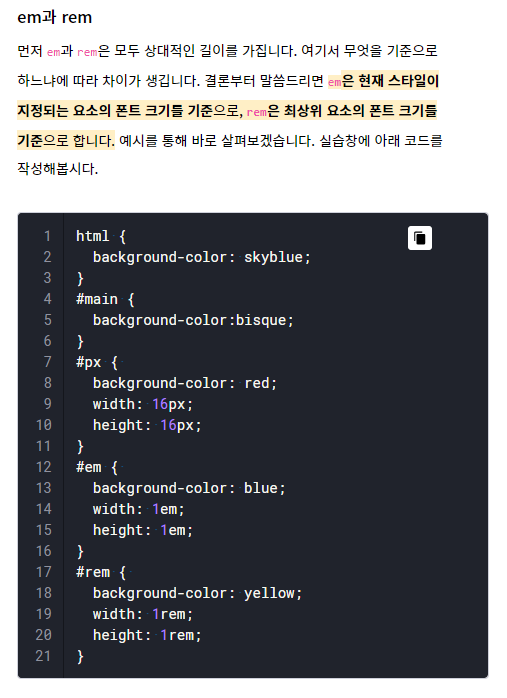 em과 rem
먼저 em과 rem은 모두 상대적인 길이를 가집니다. 여기서 무엇을 기준으로
하느냐에 따라 차이가 생깁니다. 결론부터 말씀드리면 em은 현재 스타일이
지정되는 요소의 폰트 크기를 기준으로, rem은 최상위 요소의 폰트 크기를
기준으로 합니다. 예시를 통해 바로 살펴보겠습니다. 실습창에 아래 코드를
작성해봅시다.
1 html {
2   background-color: skyblue;
3 }
4 #main {
5   background-color:bisque;
6 }
7 #px {
8   background-color: red;
9   width: 16px;
10   height: 16px;
11 }
12 #em {
13   background-color: blue;
14   width: 1em;
15   height: 1em;
16 }
17 #rem {
18   background-color: yellow;
19   width: 1rem;
20   height: 1rem;
21 }